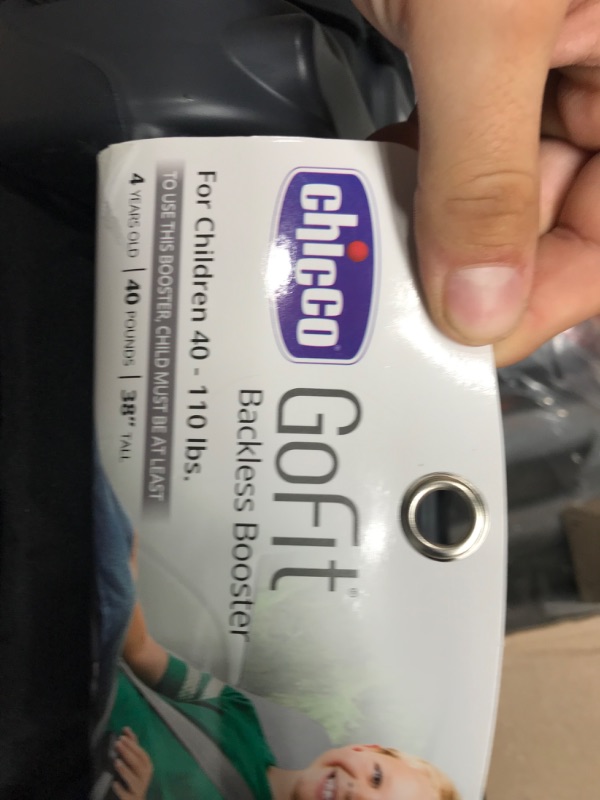 chicco GoFit®
Backless Booster
For Children 40 - 110 lbs.
TO USE THIS BOOSTER, CHILD MUST BE AT LEAST
4 YEARS OLD | 40 POUNDS | 38" TALL